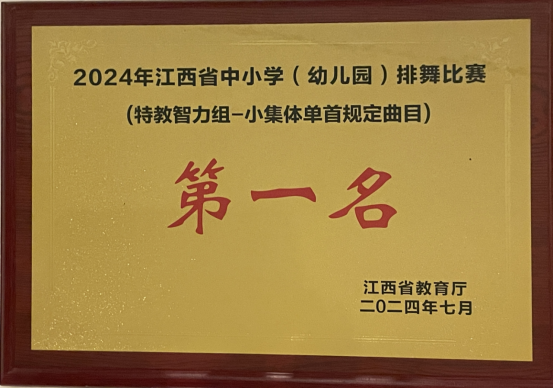 2024年江西省中小学（幼儿园）排舞比赛
（特教智力组-小集体单首规定曲目）
第一名
江西省教育厅
二〇二四年七月